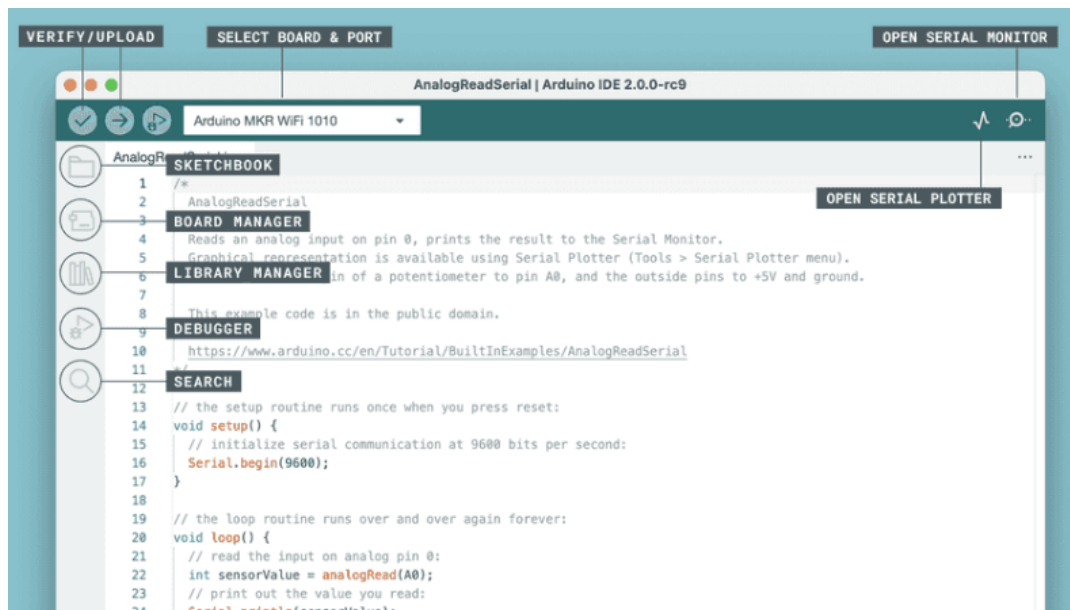 VERIFY/UPLOAD
SELECT BOARD & PORT
OPEN SERIAL MONITOR
AnalogReadSerial | Arduino IDE 2.0.0-rc9
Arduino MKR WiFi 1010
SKETCHBOOK
OPEN SERIAL PLOTTER
1 /*
2 AnalogReadSerial
BOARD MANAGER
3
4 Reads an analog input on pin 0, prints the result to the Serial Monitor.
5 Graphical representation is available using Serial Plotter (Tools > Serial Plotter menu).
LIBRARY MANAGER
6 of a potentiometer to pin A0, and the outside pins to +5V and ground.
7
8 This example code is in the public domain.
DEBUGGER
9
10 https://www.arduino.cc/en/Tutorial/BuiltInExamples/AnalogReadSerial
11 */
SEARCH
12
13 // the setup routine runs once when you press reset:
14 void setup() {
15 // initialize serial communication at 9600 bits per second:
16 Serial.begin(9600);
17 }
18
19 // the loop routine runs over and over again forever:
20 void loop() {
21 // read the input on analog pin 0:
22 int sensorValue = analogRead(A0);
23 // print out the value you read:
24 Serial.println(sensorValue);